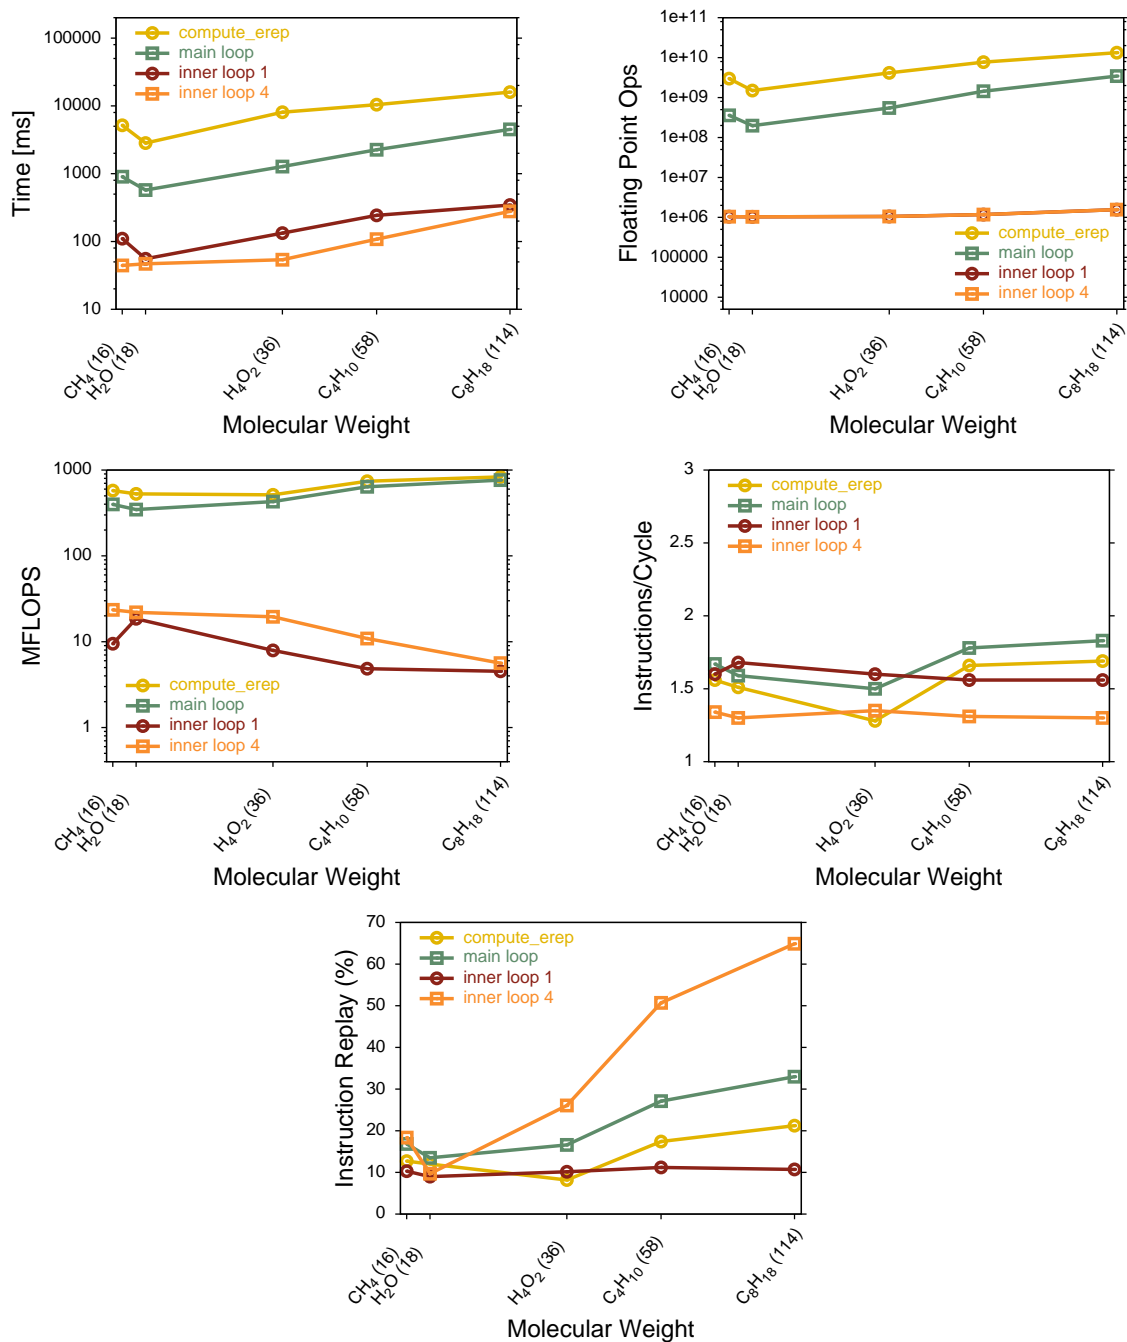 100000
10000
1000
100
10
Time [ms]
compute_erep
main loop
inner loop 1
inner loop 4
CH₄ (16)
H₂O (18)
H₄O₂ (36)
C₄H₁₀ (58)
C₈H₁₈ (114)
Molecular Weight
1e+11
1e+10
1e+09
1e+08
1e+07
1e+06
100000
10000
Floating Point Ops
compute_erep
main loop
inner loop 1
inner loop 4
CH₄ (16)
H₂O (18)
H₄O₂ (36)
C₄H₁₀ (58)
C₈H₁₈ (114)
Molecular Weight
1000
100
10
1
MFLOPS
compute_erep
main loop
inner loop 1
inner loop 4
CH₄ (16)
H₂O (18)
H₄O₂ (36)
C₄H₁₀ (58)
C₈H₁₈ (114)
Molecular Weight
3
2.5
2
1.5
1
Instructions/Cycle
compute_erep
main loop
inner loop 1
inner loop 4
CH₄ (16)
H₂O (18)
H₄O₂ (36)
C₄H₁₀ (58)
C₈H₁₈ (114)
Molecular Weight
70
60
50
40
30
20
10
0
Instruction Replay (%)
compute_erep
main loop
inner loop 1
inner loop 4
CH₄ (16)
H₂O (18)
H₄O₂ (36)
C₄H₁₀ (58)
C₈H₁₈ (114)
Molecular Weight